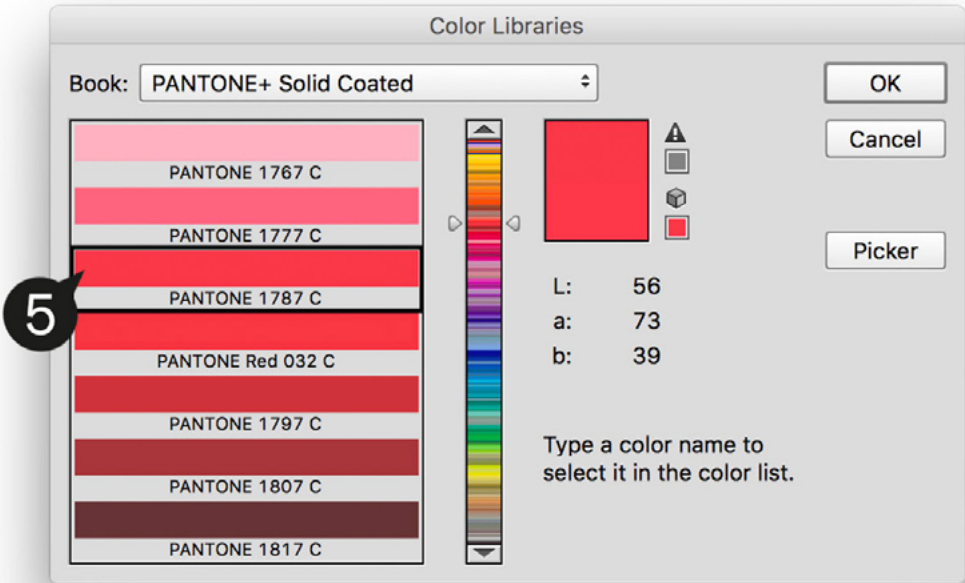 Color Libraries
Book: PANTONE+ Solid Coated
OK
Cancel
Picker
PANTONE 1767 C
PANTONE 1777 C
PANTONE 1787 C
PANTONE Red 032 C
PANTONE 1797 C
PANTONE 1807 C
PANTONE 1817 C
5
L: 56
a: 73
b: 39
Type a color name to
select it in the color list.